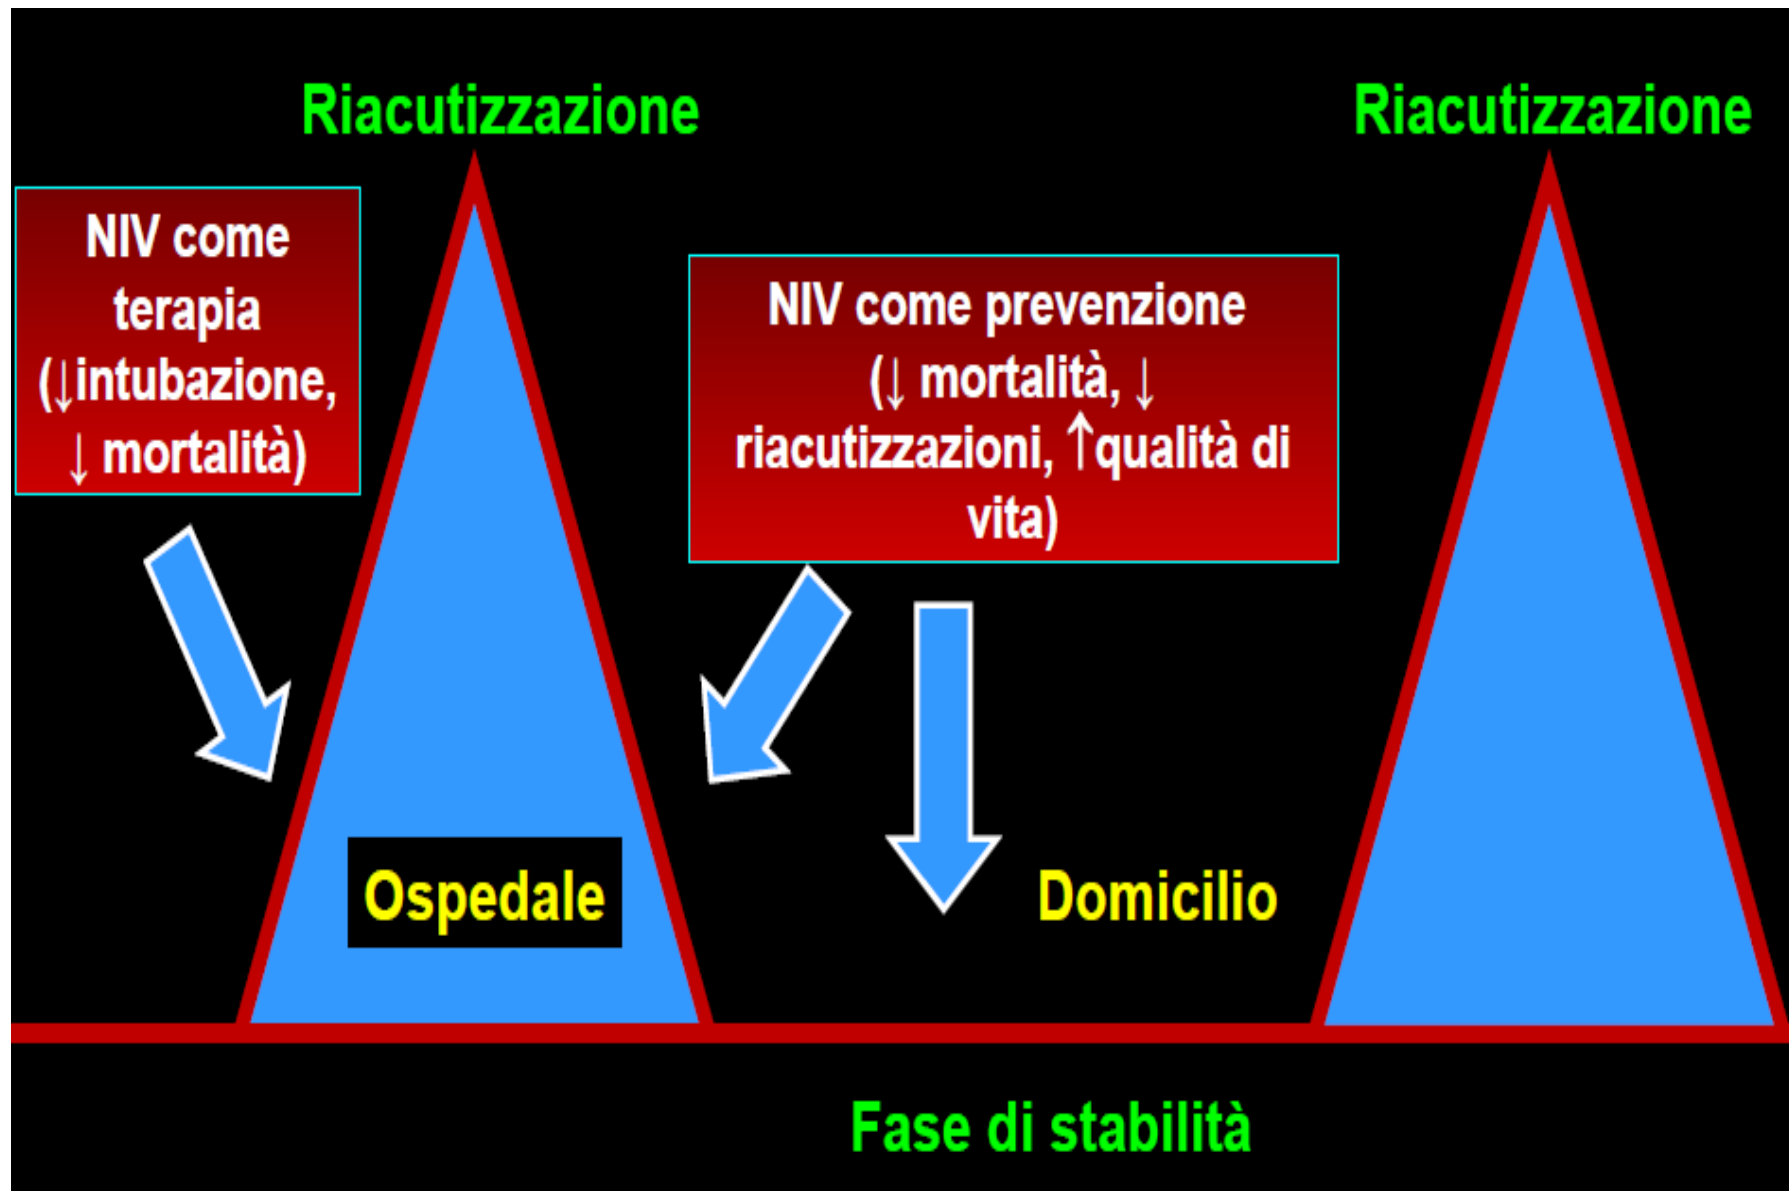 Riacutizzazione
Riacutizzazione
NIV come
terapia
(↓intubazione,
↓ mortalità)
NIV come prevenzione
(↓ mortalità, ↓
riacutizzazioni, ↑qualità di
vita)
Ospedale
Domicilio
Fase di stabilità